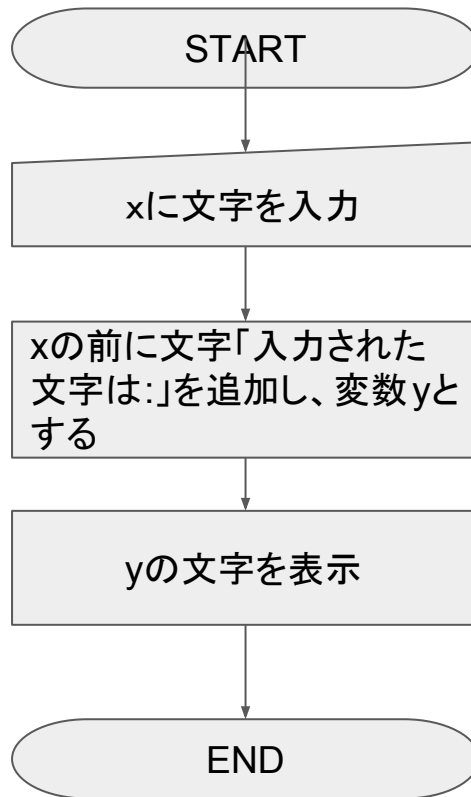 START
xに文字を入力
xの前に文字「入力された
文字は:」を追加し、変数yと
する
yの文字を表示
END